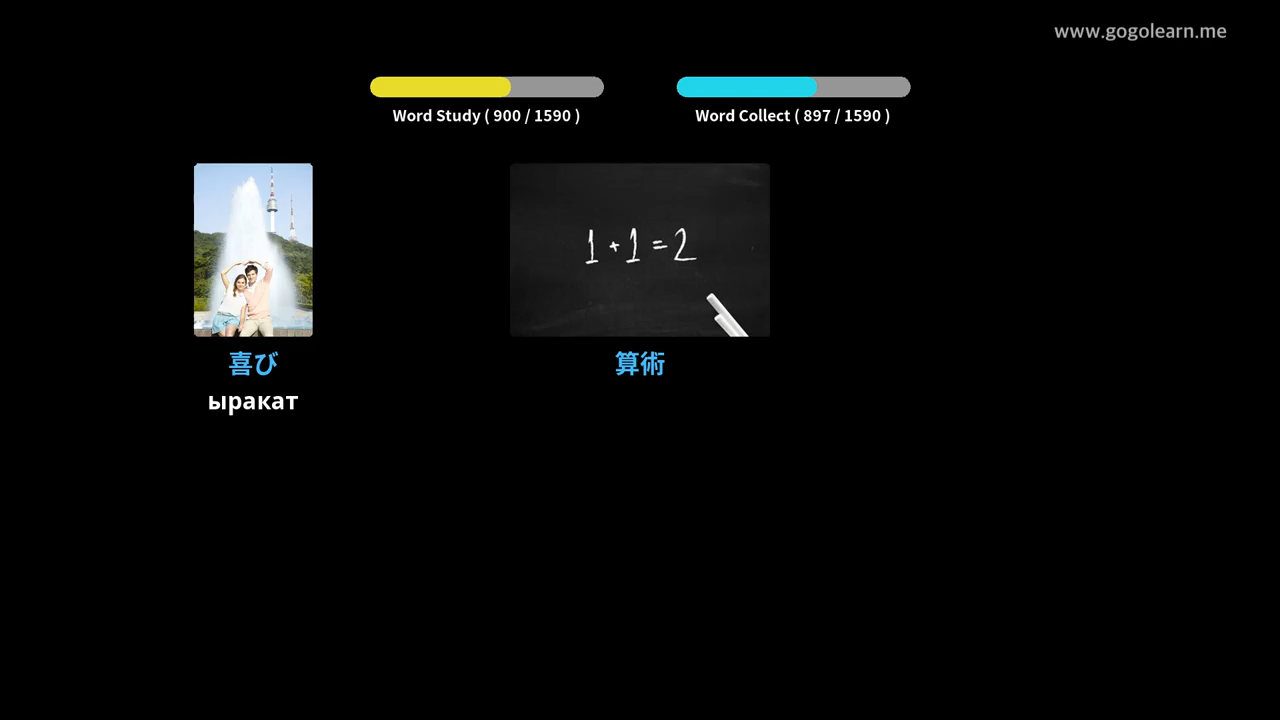 www.gogolearn.me
Word Study ( 900 / 1590 )
Word Collect ( 897 / 1590 )
1 + 1 = 2
喜び
算術
ыракат